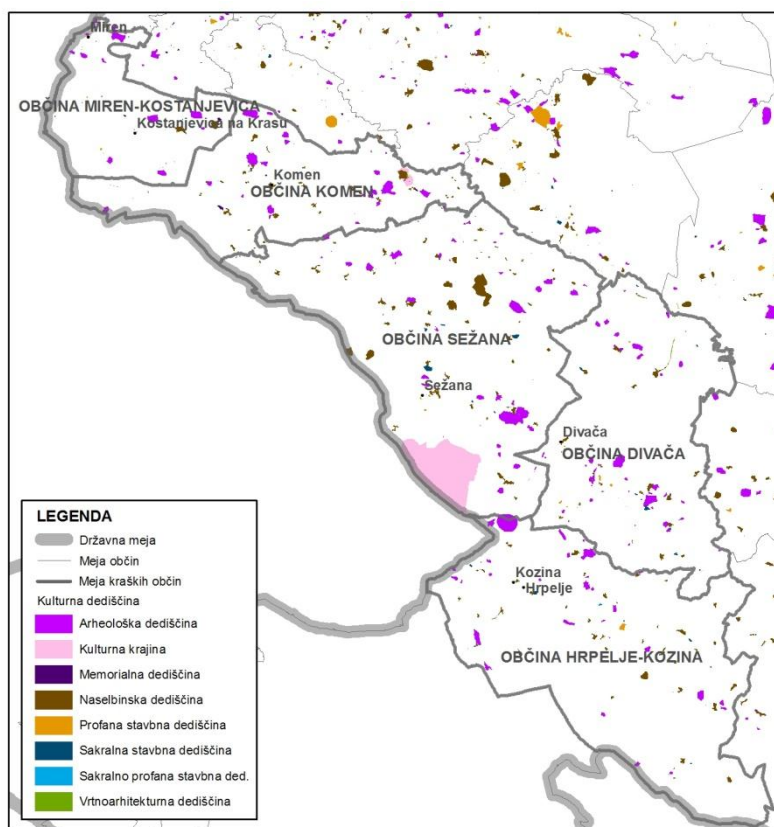 Miren
OBČINA MIREN-KOSTANJEVICA
Kostanjevica na Krasu
Komen
OBČINA KOMEN
OBČINA SEŽANA
Sežana
Divača
OBČINA DIVAČA
Kozina
Hrpelje
OBČINA HRPELJE-KOZINA
LEGENDA
Državna meja
Meja občin
Meja kraških občin
Kulturna dediščina
Arheološka dediščina
Kulturna krajina
Memorialna dediščina
Naselbinska dediščina
Profana stavbna dediščina
Sakralna stavbna dediščina
Sakralno profana stavbna ded.
Vrtnoarhitekturna dediščina